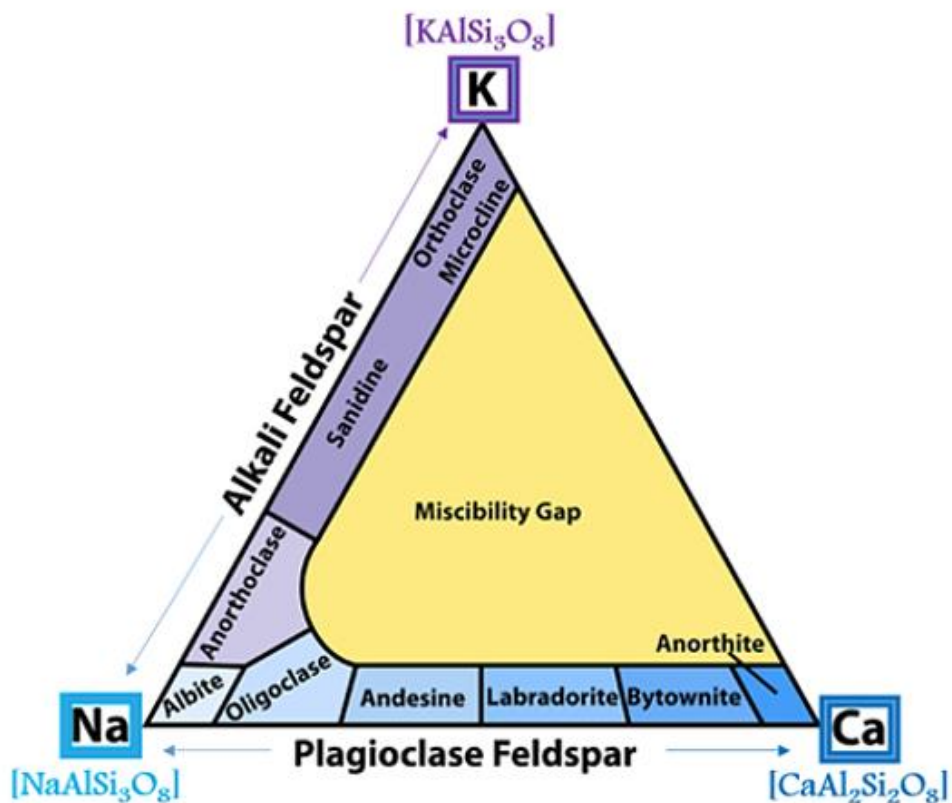 [KAlSi₃O₈]
K
Orthoclase
Microcline
Alkali Feldspar
Sanidine
Miscibility Gap
Anorthoclase
Anorthite
Albite
Oligoclase
Andesine
Labradorite
Bytownite
Na
Ca
Plagioclase Feldspar
[NaAlSi₃O₈]
[CaAl₂Si₂O₈]